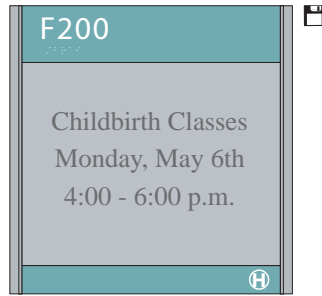 F200
Childbirth Classes
Monday, May 6th
4:00 - 6:00 p.m.
H